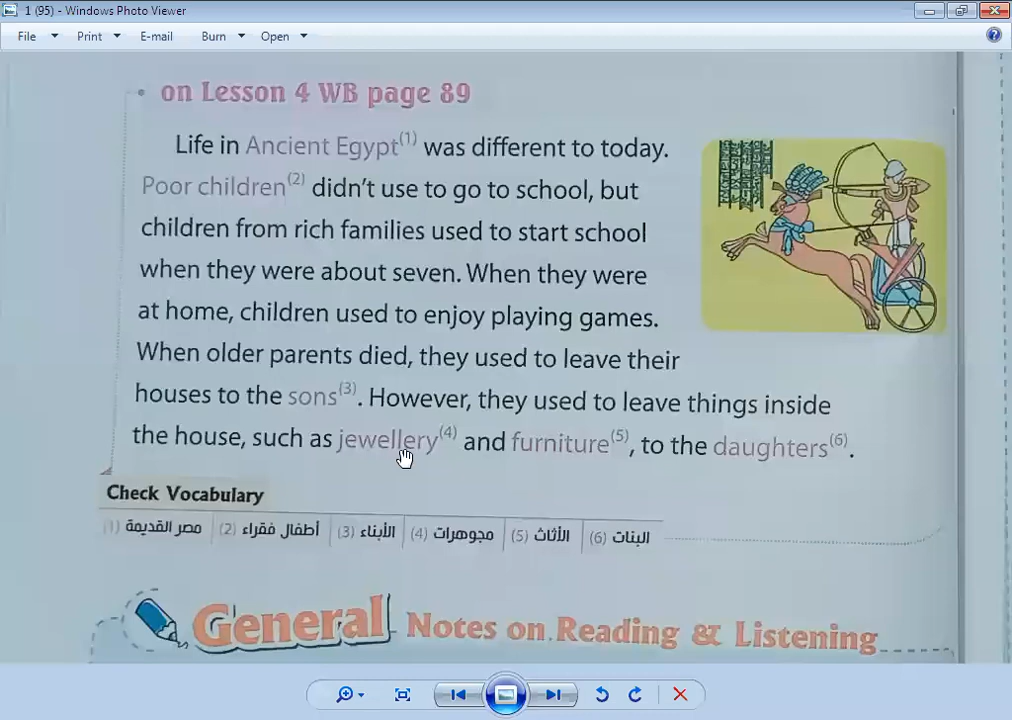 1 (95) - Windows Photo Viewer
File Print E-mail Burn Open
• on Lesson 4 WB page 89
Life in Ancient Egypt(1) was different to today.
Poor children(2) didn't use to go to school, but
children from rich families used to start school
when they were about seven. When they were
at home, children used to enjoy playing games.
When older parents died, they used to leave their
houses to the sons(3). However, they used to leave things inside
the house, such as jewellery(4) and furniture(5), to the daughters(6).
Check Vocabulary
(1) مصر القديمة (2) أطفال فقراء (3) الأبناء (4) مجوهرات (5) الأثاث (6) البنات
General Notes on Reading & Listening